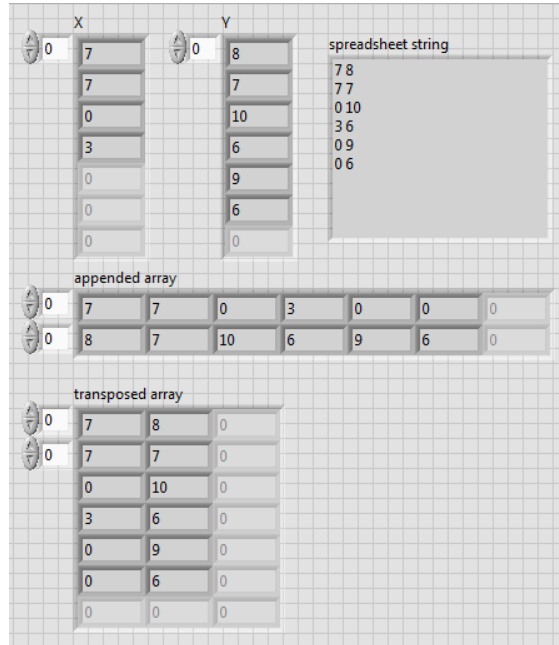 X Y
0 7 0 8 spreadsheet string
7 8
7 7 7 7
0 10 0 10
3 6 3 6
0 9 0 9
0 6 0 6
0 0
appended array
0 7 7 0 3 0 0 0
0 8 7 10 6 9 6 0
transposed array
0 7 8 0
0 7 7 0
0 10 0
3 6 0
0 9 0
0 6 0
0 0 0